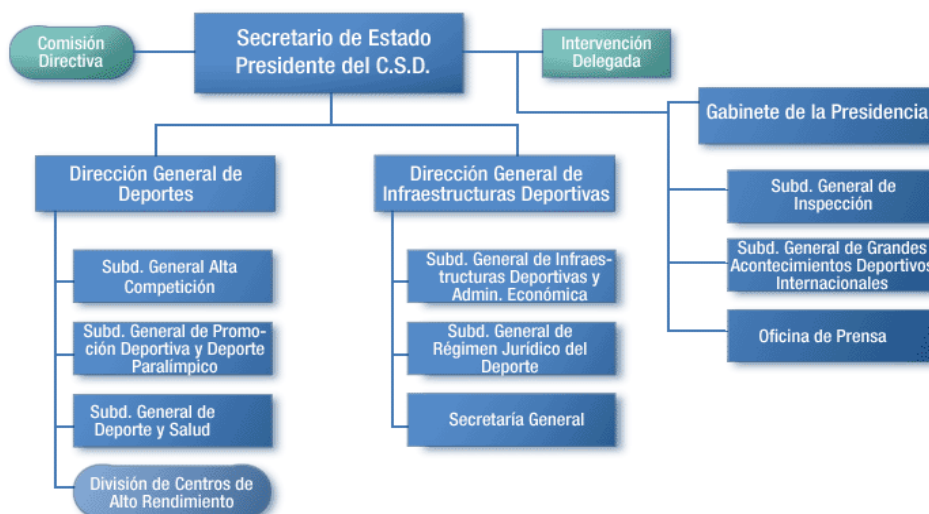 Comisión
Directiva
Secretario de Estado
Presidente del C.S.D.
Intervención
Delegada
Gabinete de la Presidencia
Dirección General de
Deportes
Dirección General de
Infraestructuras Deportivas
Subd. General de
Inspección
Subd. General Alta
Competición
Subd. General de Infraes-
tructuras Deportivas y
Admin. Económica
Subd. General de Grandes
Acontecimientos Deportivos
Internacionales
Subd. General de Promo-
ción Deportiva y Deporte
Paralímpico
Subd. General de
Régimen Jurídico del
Deporte
Oficina de Prensa
Subd. General de
Deporte y Salud
Secretaría General
División de Centros de
Alto Rendimiento